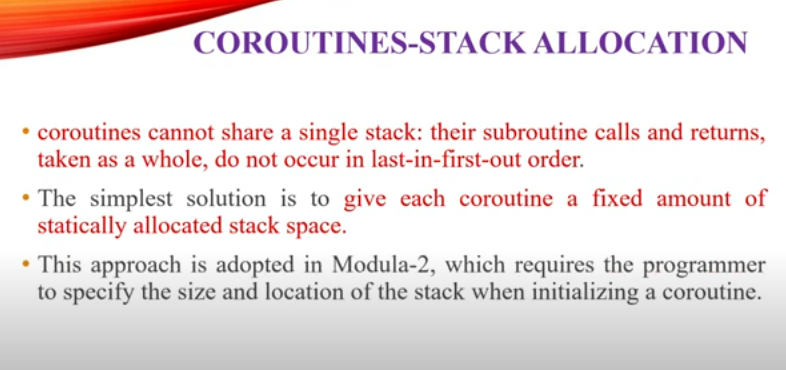 COROUTINES-STACK ALLOCATION
• coroutines cannot share a single stack: their subroutine calls and returns,
taken as a whole, do not occur in last-in-first-out order.
• The simplest solution is to give each coroutine a fixed amount of
statically allocated stack space.
• This approach is adopted in Modula-2, which requires the programmer
to specify the size and location of the stack when initializing a coroutine.